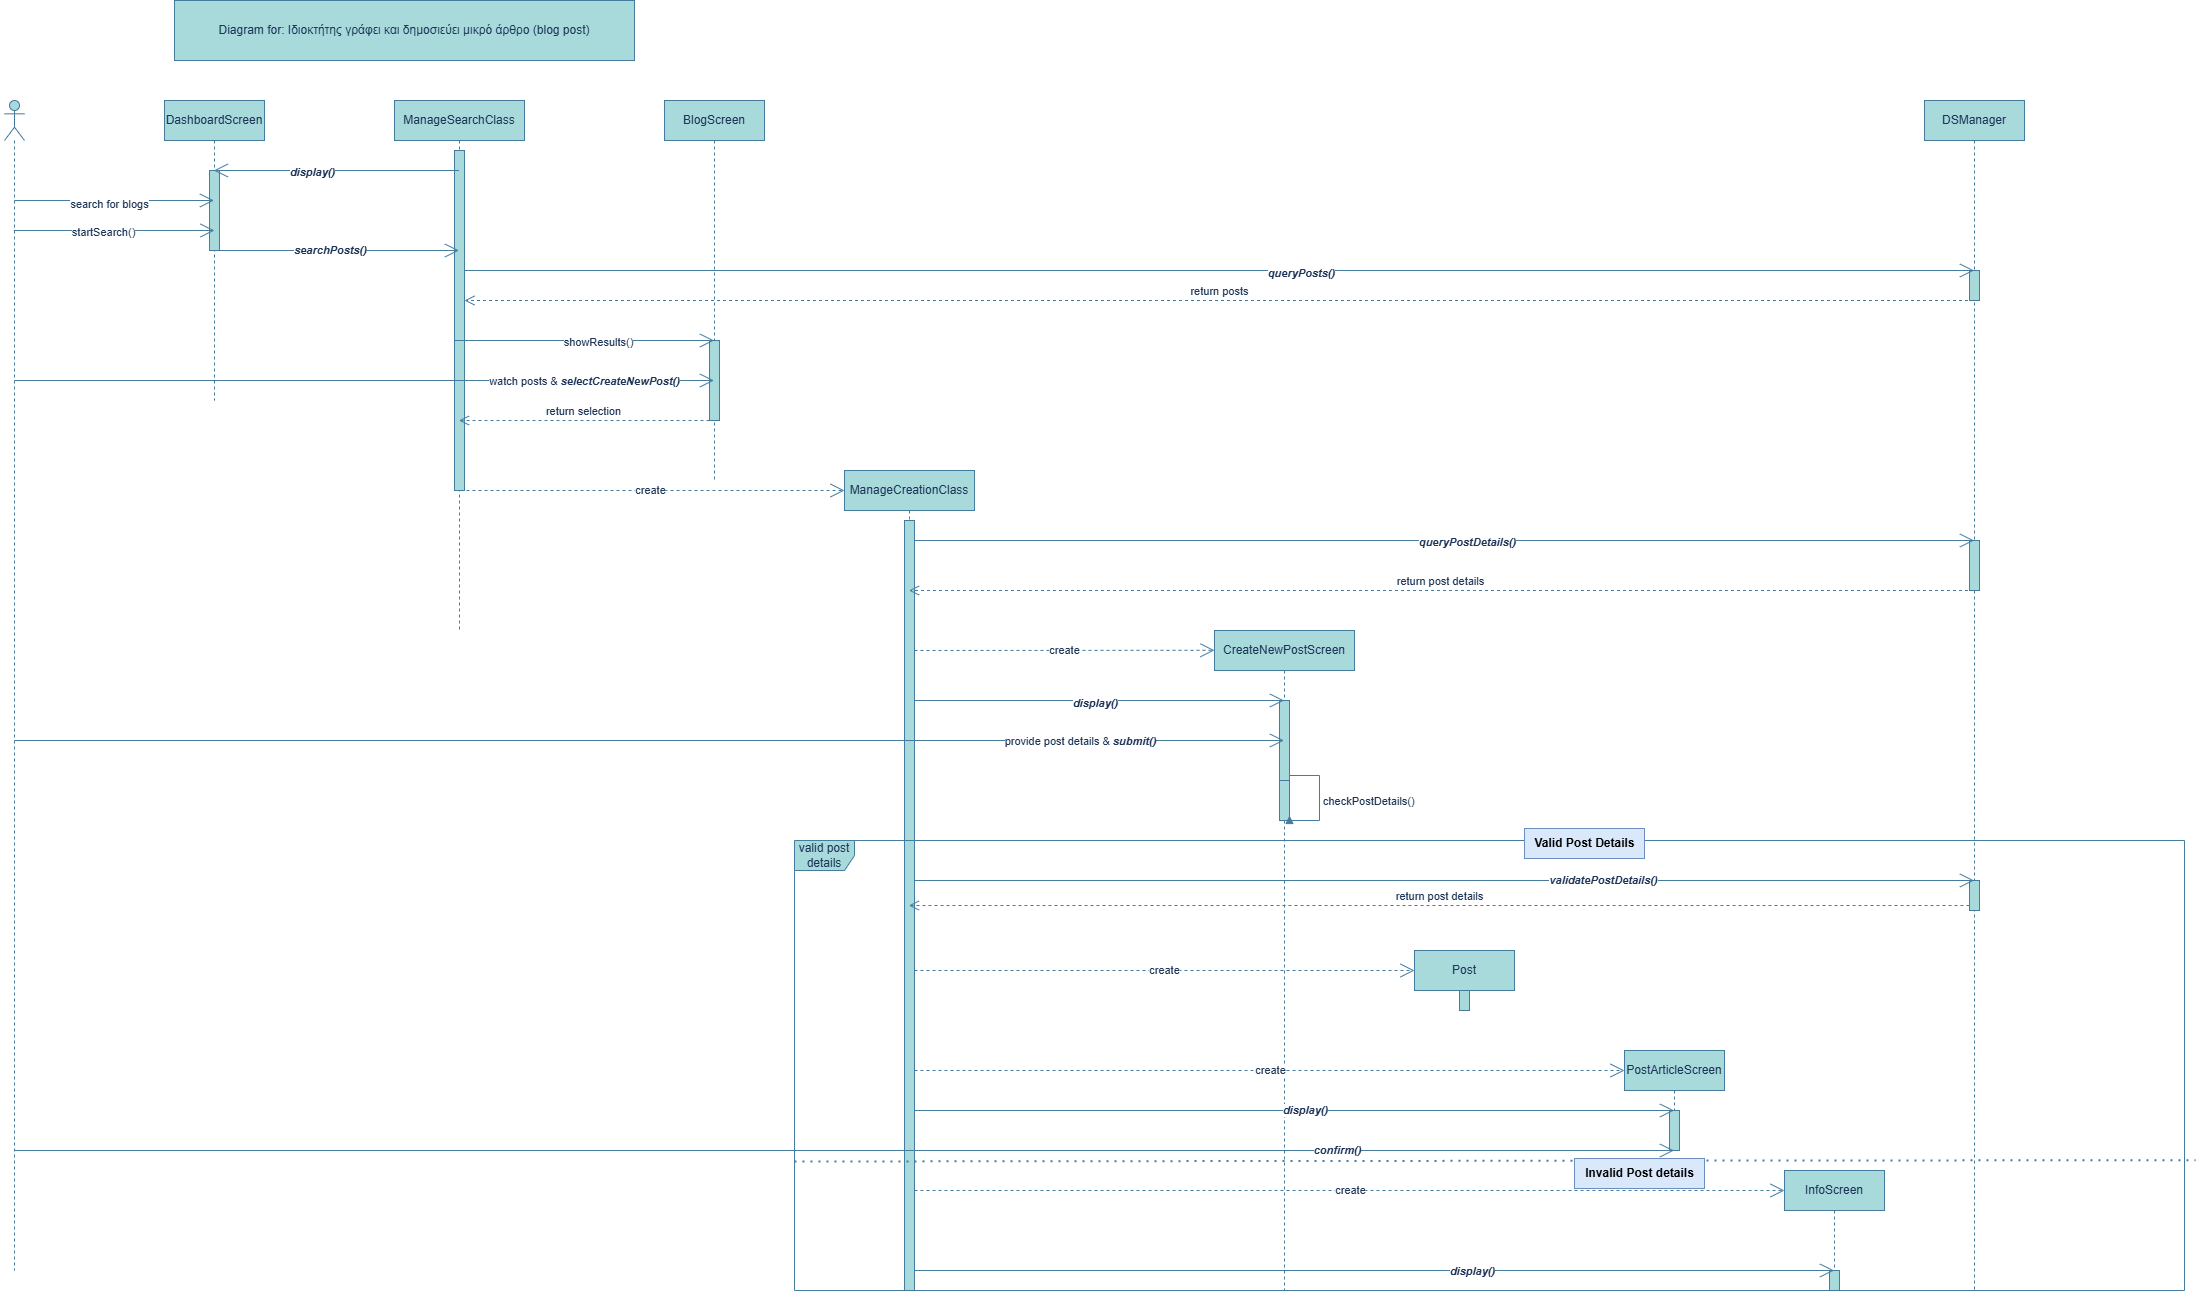 Diagram for: Ιδιοκτήτης γράφει και δημοσιεύει μικρό άρθρο (blog post)
DashboardScreen
ManageSearchClass
BlogScreen
DSManager
display()
search for blogs
startSearch()
searchPosts()
queryPosts()
return posts
showResults()
watch posts & selectCreateNewPost()
return selection
create
ManageCreationClass
queryPostDetails()
return post details
create
CreateNewPostScreen
display()
provide post details & submit()
checkPostDetails()
valid post
details
Valid Post Details
validatePostDetails()
return post details
create
Post
create
PostArticleScreen
display()
confirm()
Invalid Post details
create
InfoScreen
display()